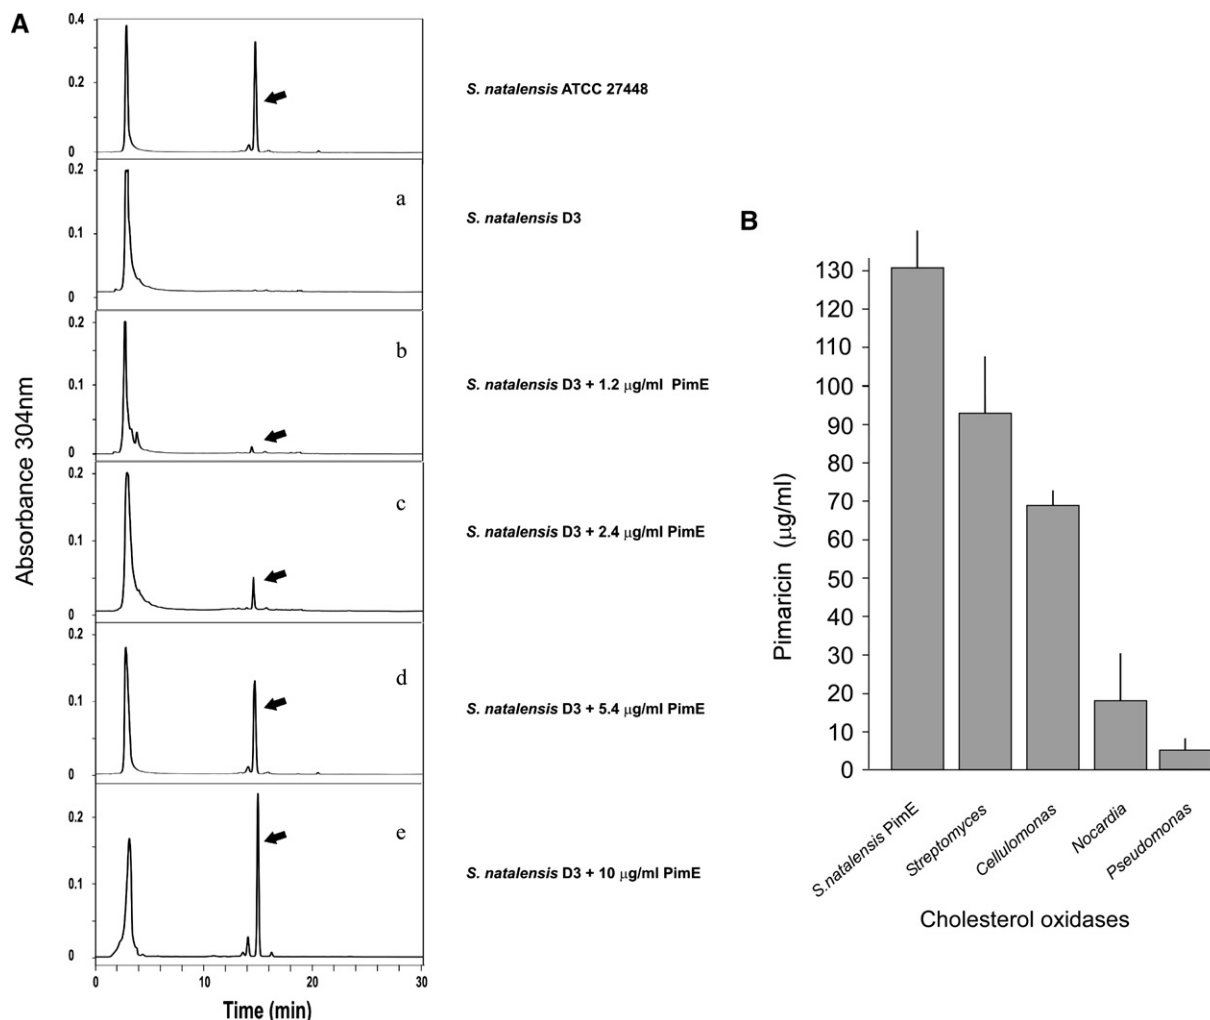 A
Absorbance 304nm
0.4
0.2
0
S. natalensis ATCC 27448
0.2
0.1
0
a
S. natalensis D3
0.2
0.1
0
b
S. natalensis D3 + 1.2 µg/ml PimE
0.2
0.1
0
c
S. natalensis D3 + 2.4 µg/ml PimE
0.2
0.1
0
d
S. natalensis D3 + 5.4 µg/ml PimE
0.2
0.1
0
e
S. natalensis D3 + 10 µg/ml PimE
0 10 20 30
Time (min)
B
Pimaricin (µg/ml)
130
120
110
100
90
80
70
60
50
40
30
20
10
0
S.natalensis PimE
Streptomyces
Cellulomonas
Nocardia
Pseudomonas
Cholesterol oxidases